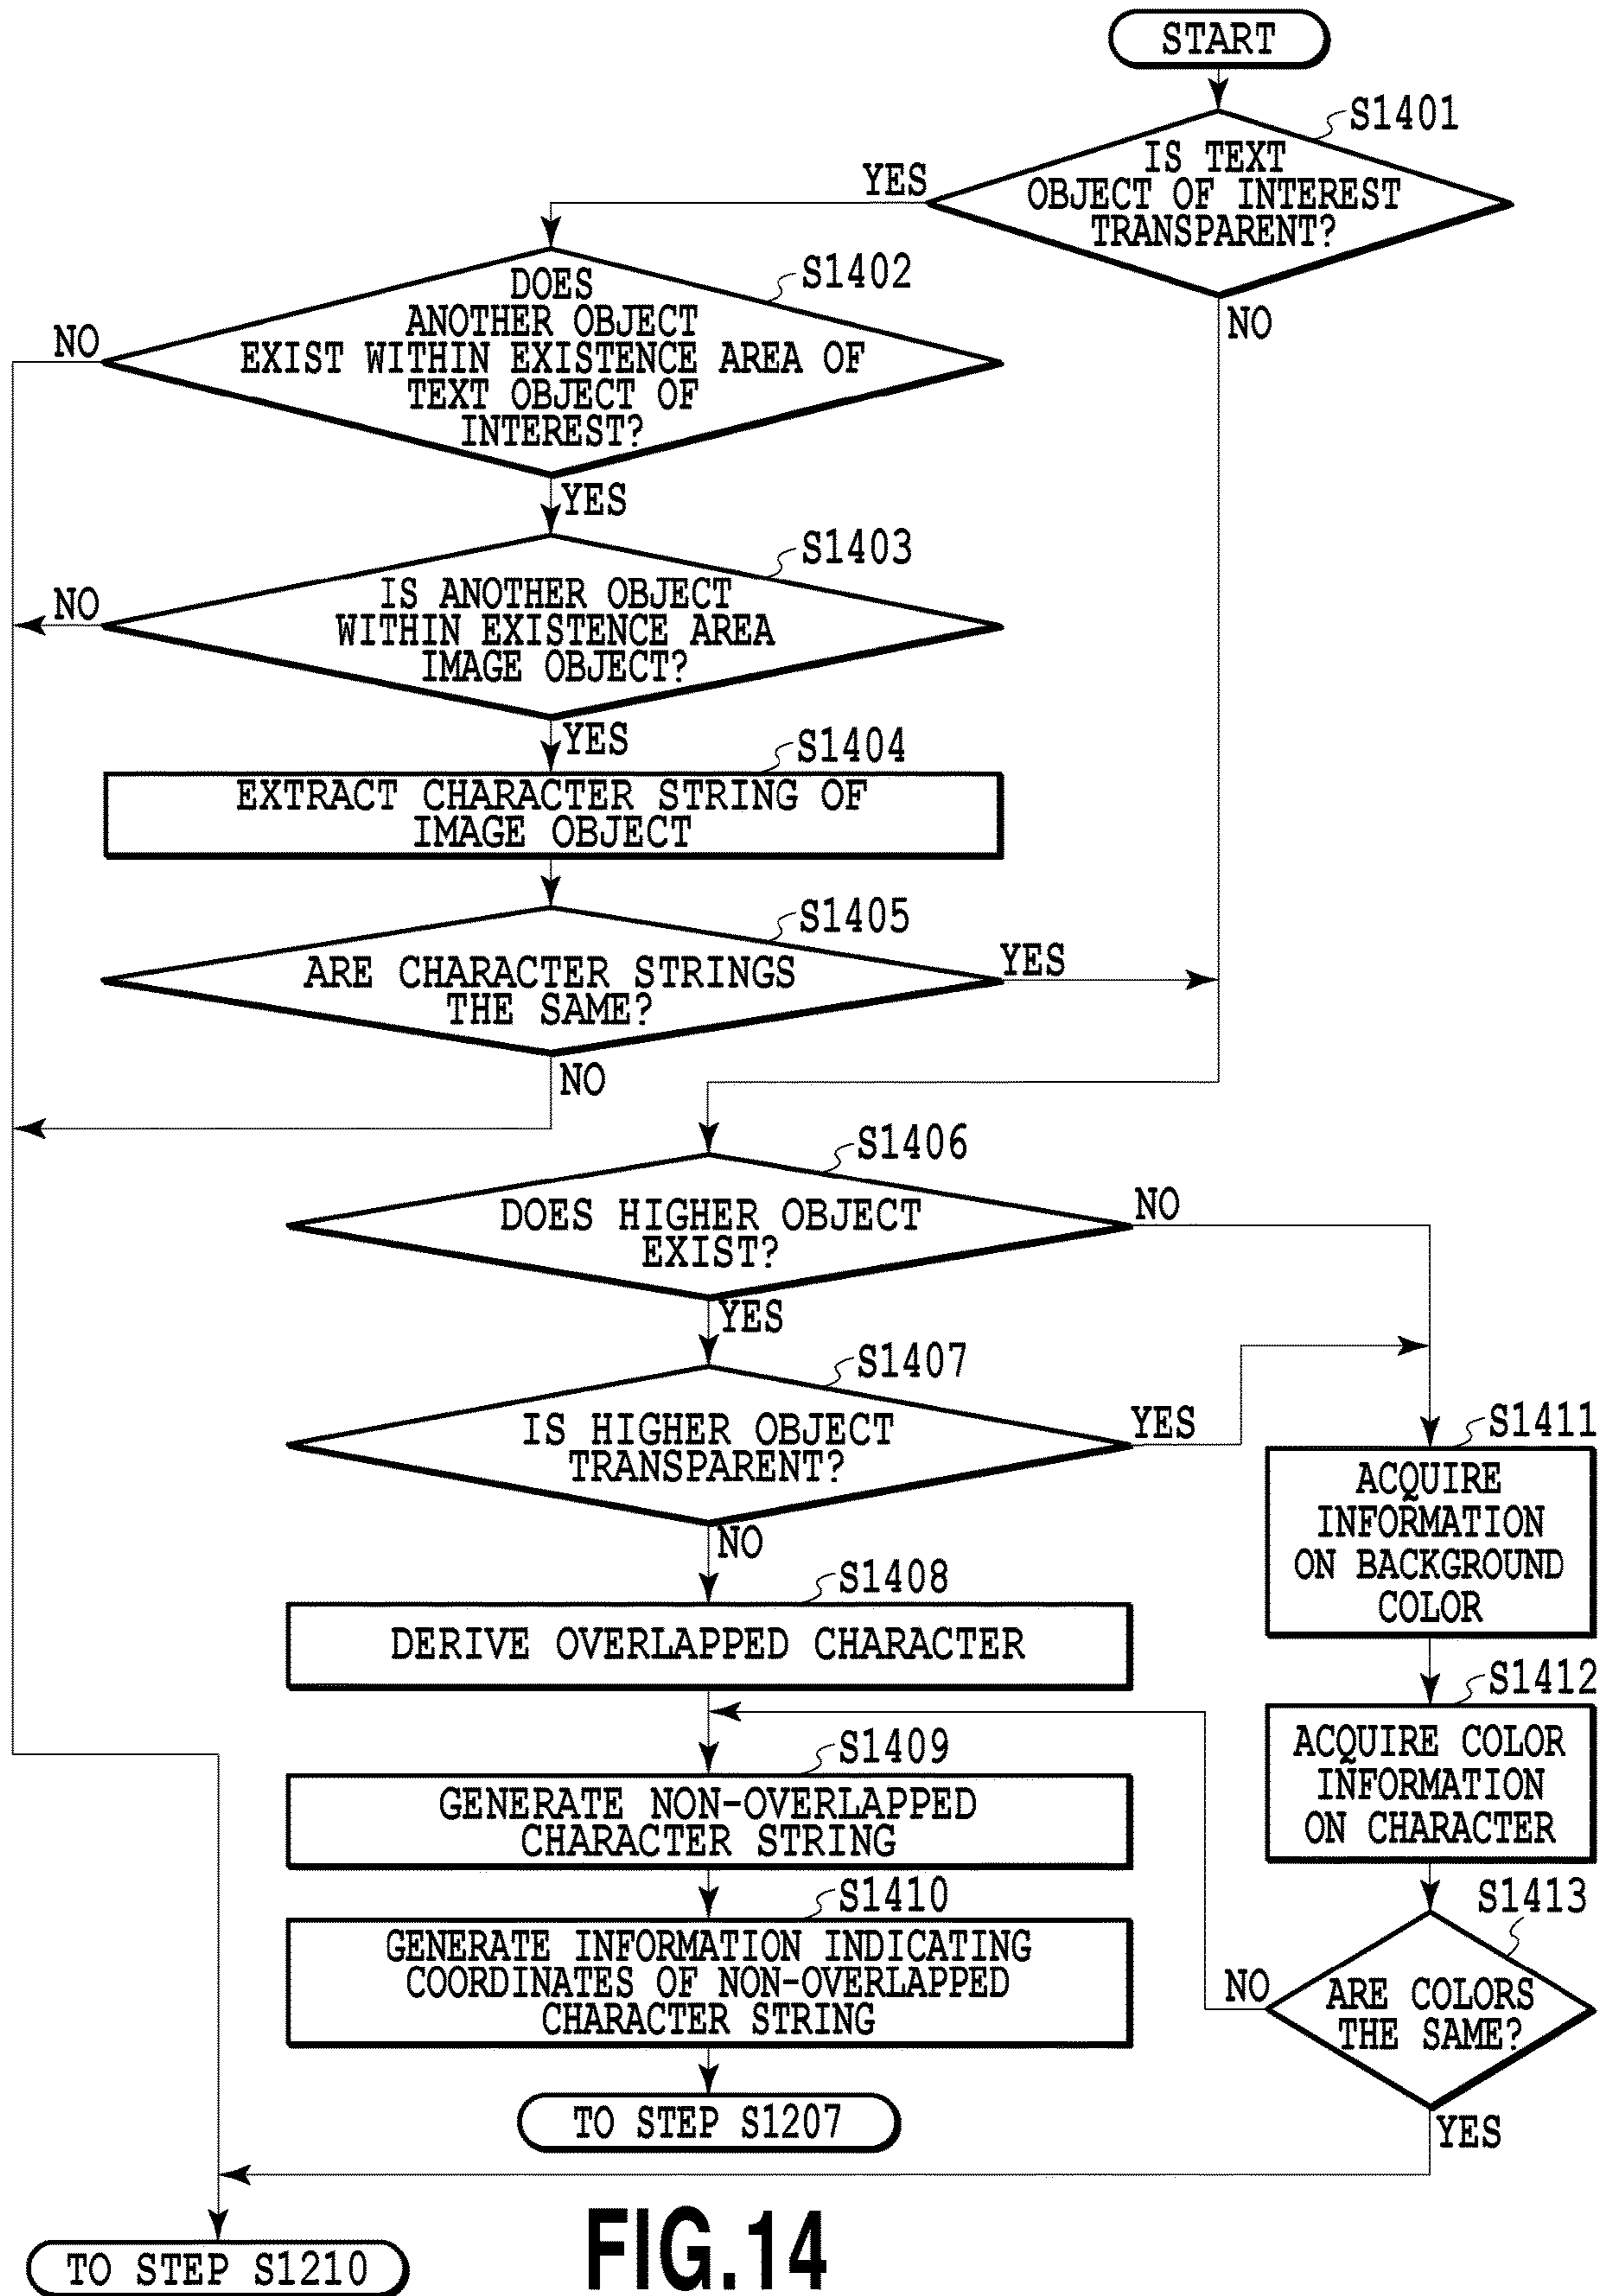 START
S1401
IS TEXT
OBJECT OF INTEREST
TRANSPARENT?
YES
NO
S1402
DOES
ANOTHER OBJECT
EXIST WITHIN EXISTENCE AREA OF
TEXT OBJECT OF
INTEREST?
NO
YES
S1403
IS ANOTHER OBJECT
WITHIN EXISTENCE AREA
IMAGE OBJECT?
NO
YES
S1404
EXTRACT CHARACTER STRING OF
IMAGE OBJECT
S1405
ARE CHARACTER STRINGS
THE SAME?
YES
NO
S1406
DOES HIGHER OBJECT
EXIST?
NO
YES
S1407
IS HIGHER OBJECT
TRANSPARENT?
YES
NO
S1408
DERIVE OVERLAPPED CHARACTER
S1409
GENERATE NON-OVERLAPPED
CHARACTER STRING
S1410
GENERATE INFORMATION INDICATING
COORDINATES OF NON-OVERLAPPED
CHARACTER STRING
TO STEP S1207
S1411
ACQUIRE
INFORMATION
ON BACKGROUND
COLOR
S1412
ACQUIRE COLOR
INFORMATION
ON CHARACTER
S1413
ARE COLORS
THE SAME?
NO
YES
TO STEP S1210
FIG.14